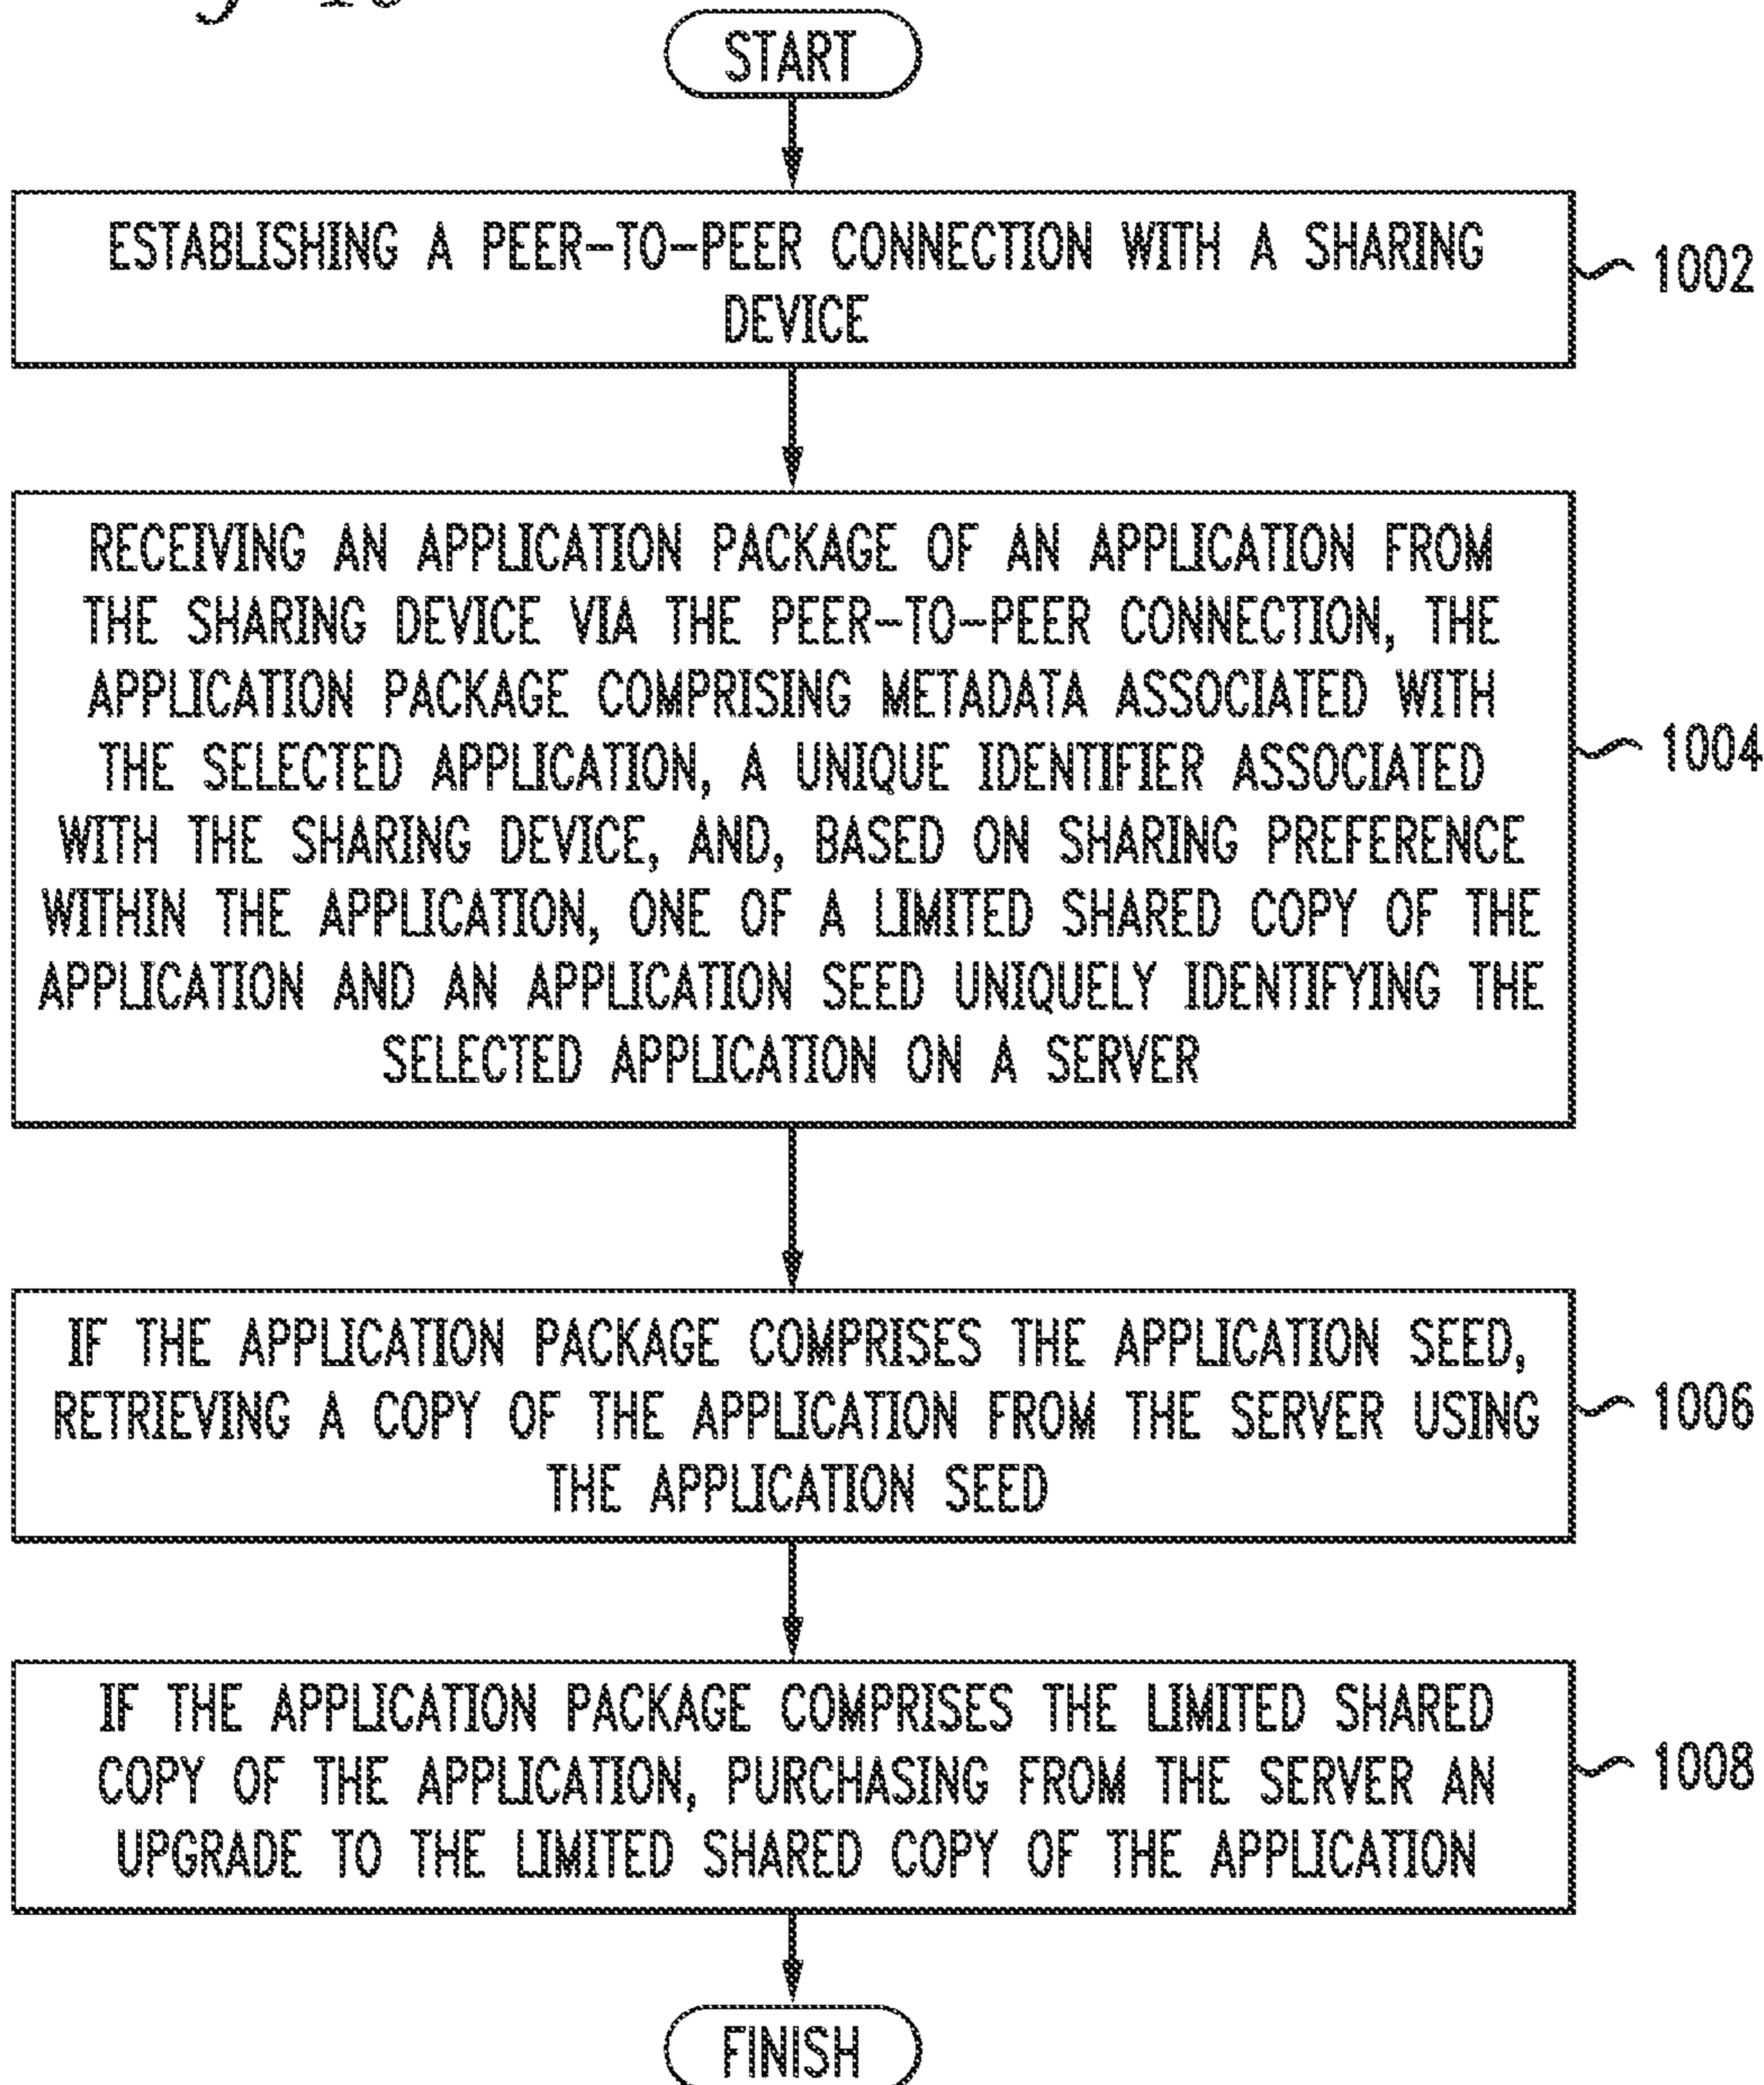 START
ESTABLISHING A PEER-TO-PEER CONNECTION WITH A SHARING
DEVICE
1002
RECEIVING AN APPLICATION PACKAGE OF AN APPLICATION FROM
THE SHARING DEVICE VIA THE PEER-TO-PEER CONNECTION, THE
APPLICATION PACKAGE COMPRISING METADATA ASSOCIATED WITH
THE SELECTED APPLICATION, A UNIQUE IDENTIFIER ASSOCIATED
WITH THE SHARING DEVICE, AND, BASED ON SHARING PREFERENCE
WITHIN THE APPLICATION, ONE OF A LIMITED SHARED COPY OF THE
APPLICATION AND AN APPLICATION SEED UNIQUELY IDENTIFYING THE
SELECTED APPLICATION ON A SERVER
1004
IF THE APPLICATION PACKAGE COMPRISES THE APPLICATION SEED,
RETRIEVING A COPY OF THE APPLICATION FROM THE SERVER USING
THE APPLICATION SEED
1006
IF THE APPLICATION PACKAGE COMPRISES THE LIMITED SHARED
COPY OF THE APPLICATION, PURCHASING FROM THE SERVER AN
UPGRADE TO THE LIMITED SHARED COPY OF THE APPLICATION
1008
FINISH